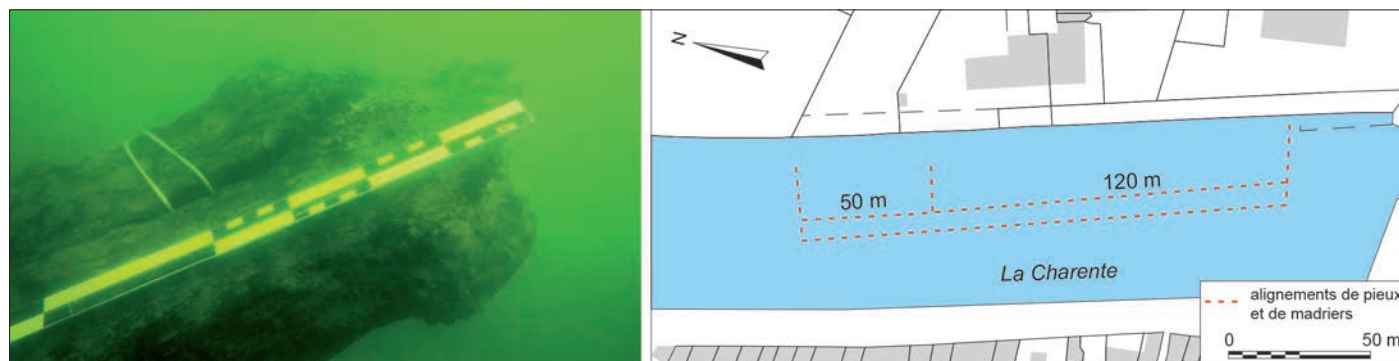 N
50 m
120 m
La Charente
alignements de pieux
et de madriers
0 50 m